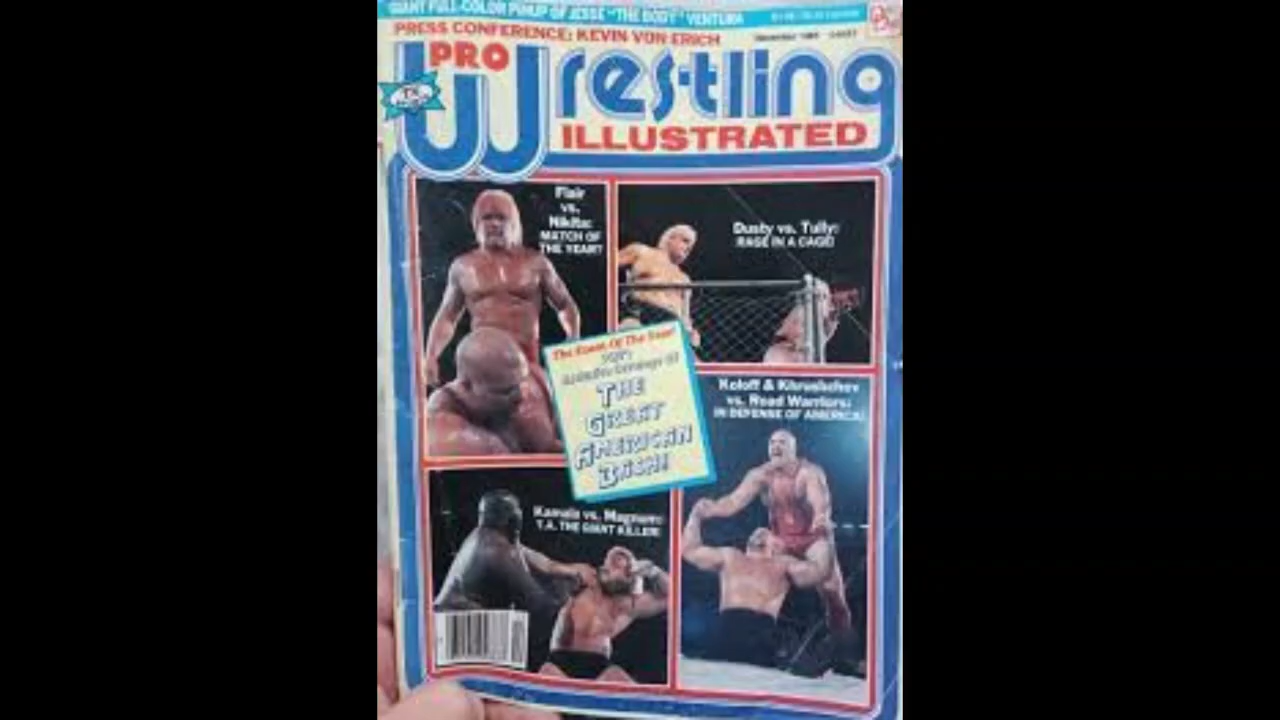 GIANT FULL-COLOR PINUP OF JESSE "THE BODY" VENTURA
PRESS CONFERENCE: KEVIN VON ERICH
PRO
Wrestling
ILLUSTRATED
Flair
vs.
Nikita:
MATCH OF
THE YEAR?
Dusty vs. Tully:
RAGE IN A CAGE!
The Event Of The Year!
THE
GREAT
AMERICAN
BASH!
Koloff & Khrushchev
vs. Road Warriors:
IN DEFENSE OF AMERICA!
Kamala vs. Magnum:
T.A. THE GIANT KILLER!